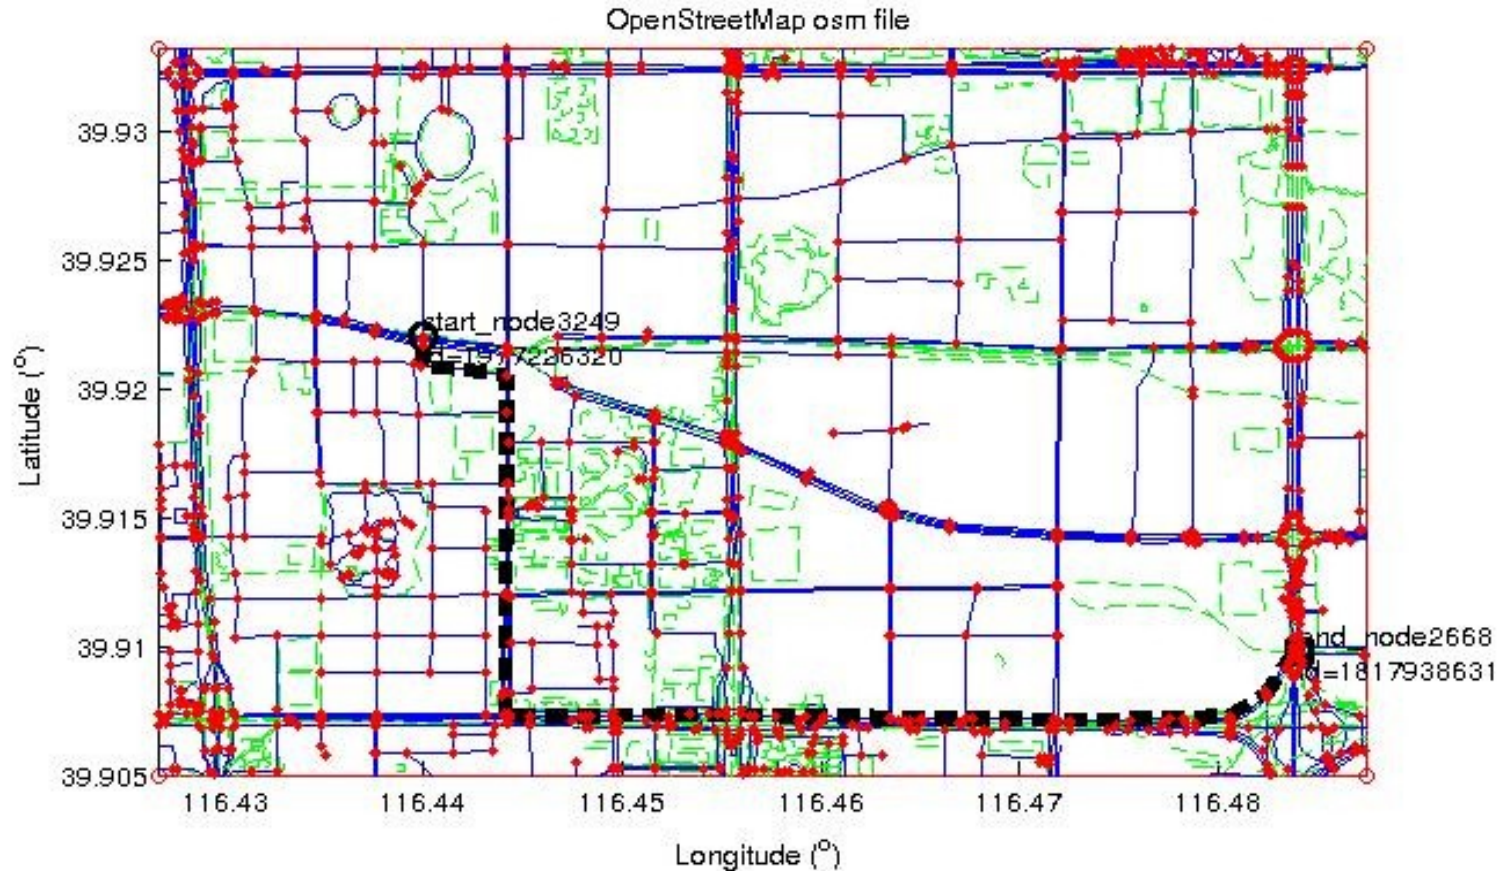 OpenStreetMap osm file
39.93
39.925
start_node3249
id=1917226320
39.92
Latitude (°)
39.915
39.91
end_node2668
id=1817938631
39.905
116.43 116.44 116.45 116.46 116.47 116.48
Longitude (°)